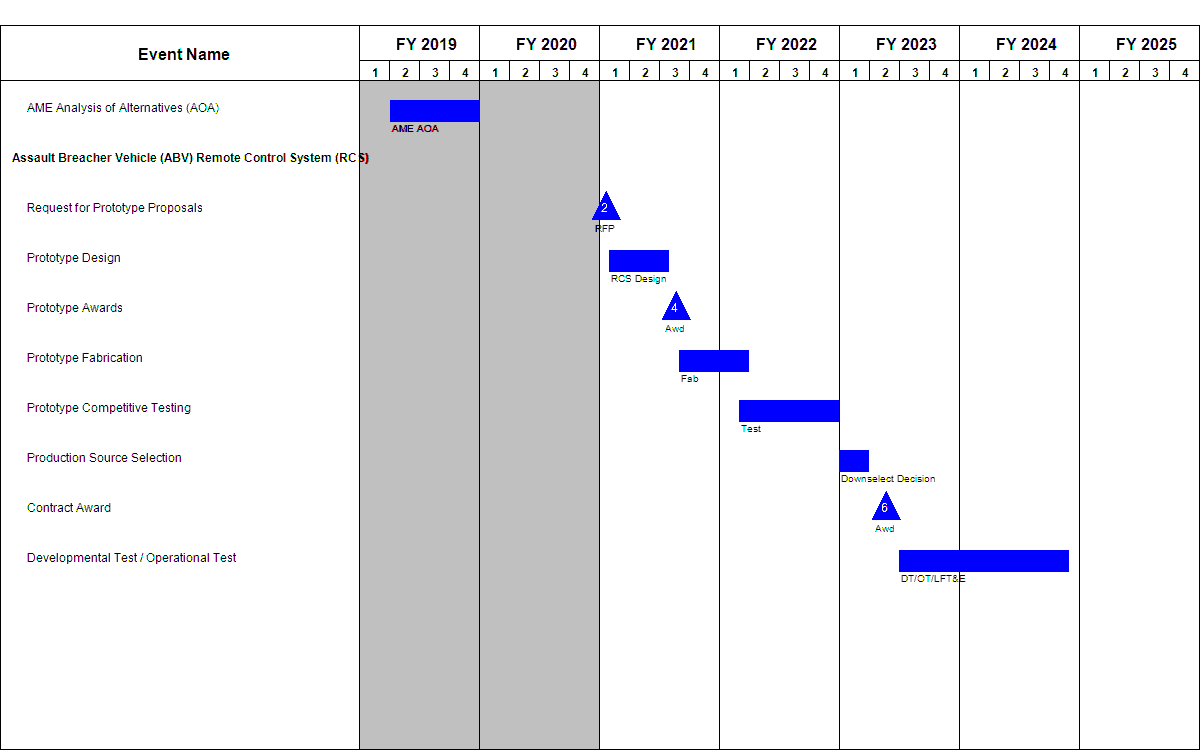 Event Name FY 2019 FY 2020 FY 2021 FY 2022 FY 2023 FY 2024 FY 2025
1 2 3 4 1 2 3 4 1 2 3 4 1 2 3 4 1 2 3 4 1 2 3 4 1 2 3 4
AME Analysis of Alternatives (AOA)
AME AOA
Assault Breacher Vehicle (ABV) Remote Control System (RCS)
Request for Prototype Proposals 2
RFP
Prototype Design
RCS Design
Prototype Awards 4
Awd
Prototype Fabrication
Fab
Prototype Competitive Testing
Test
Production Source Selection
Downselect Decision
Contract Award 6
Awd
Developmental Test / Operational Test
DT/OT/LFT&E